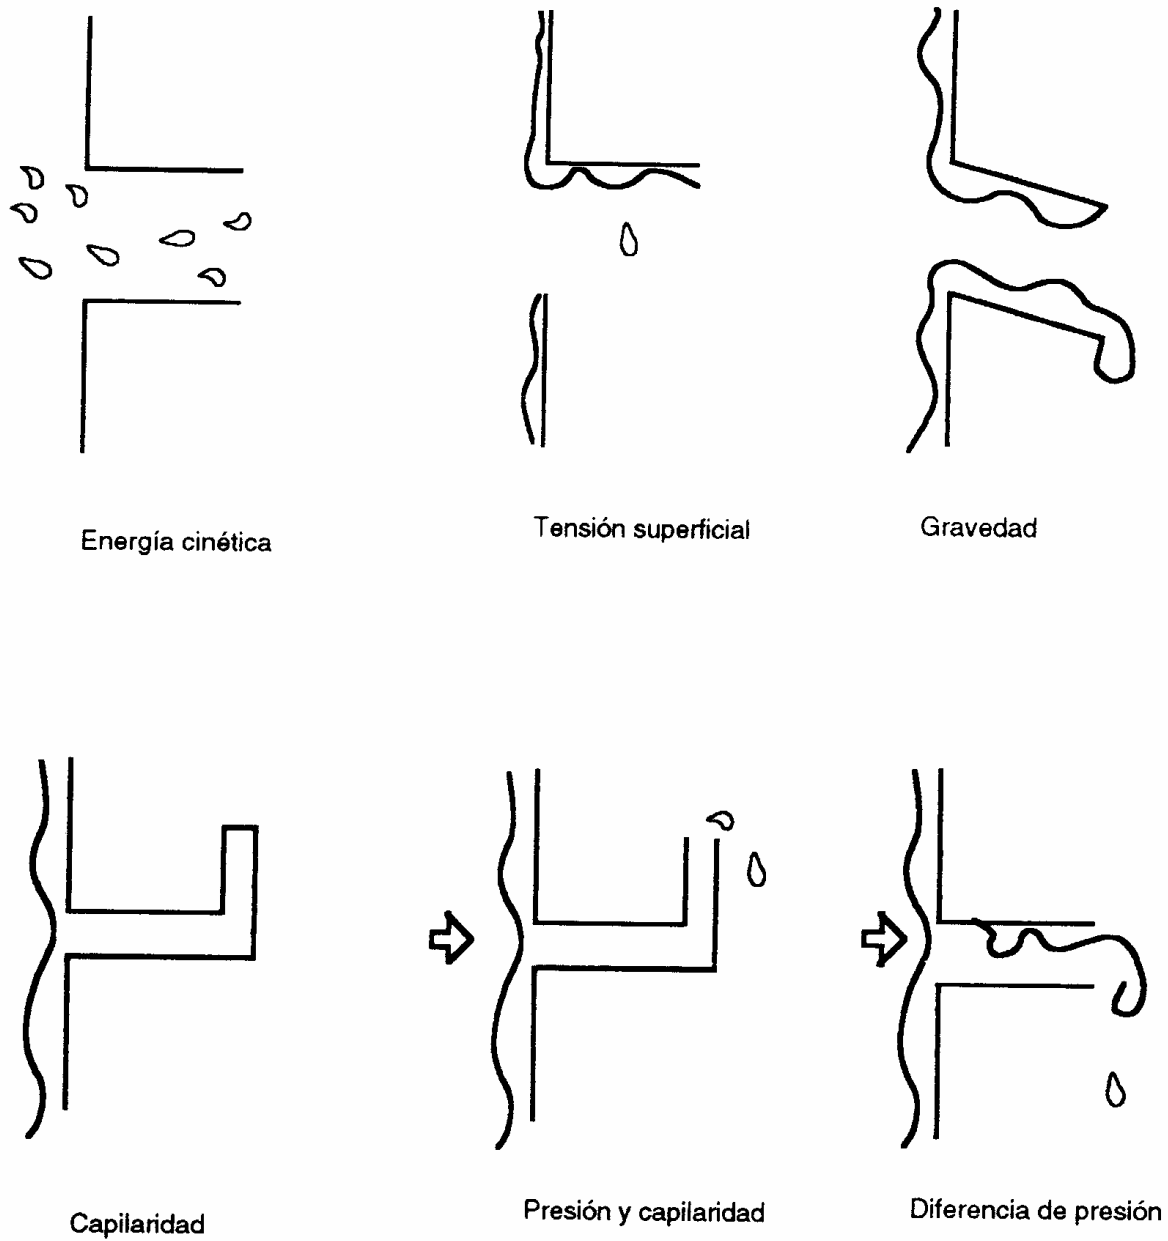 Energía cinética
Tensión superficial
Gravedad
Capilaridad
Presión y capilaridad
Diferencia de presión